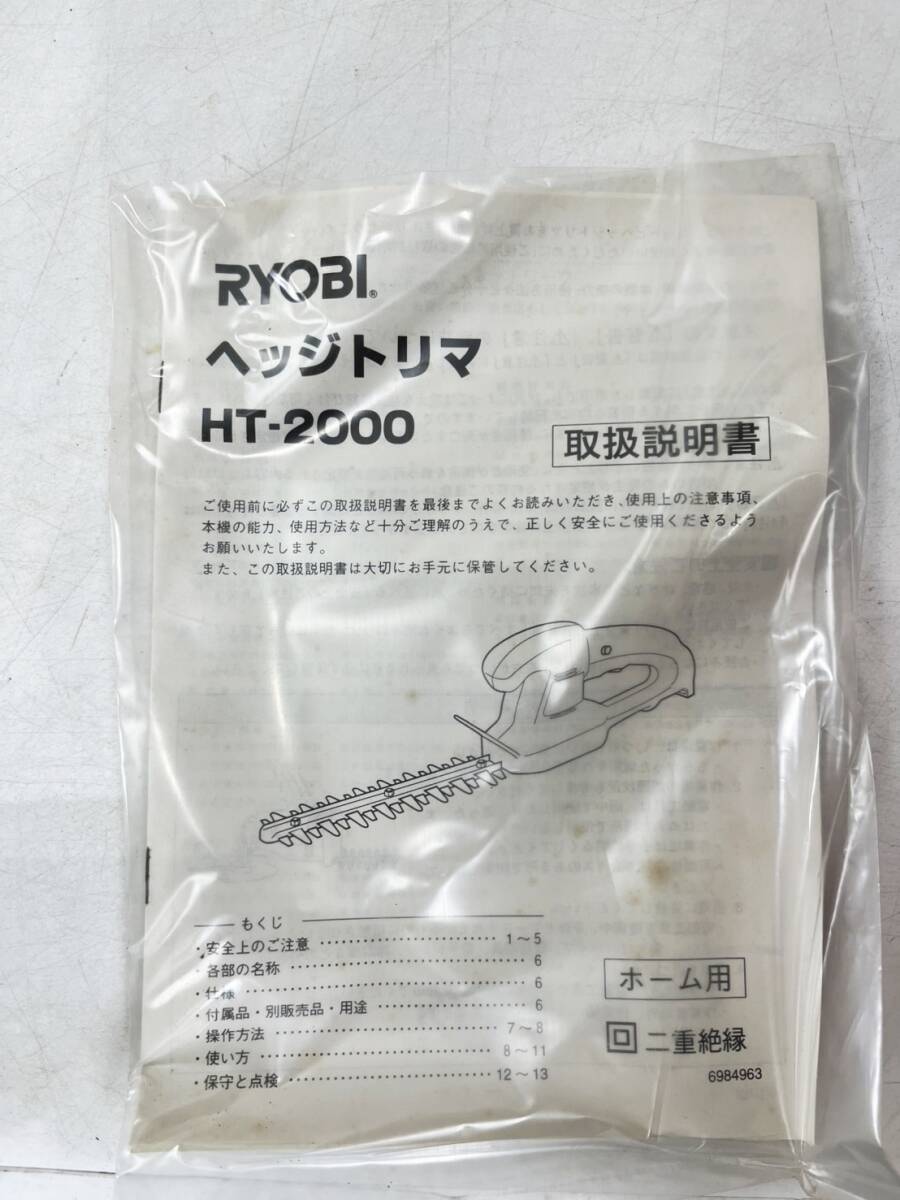 RYOBI®
ヘッジトリマ
HT-2000
取扱説明書
ご使用前に必ずこの取扱説明書を最後までよくお読みいただき、使用上の注意事項、
本機の能力、使用方法など十分ご理解のうえで、正しく安全にご使用くださるよう
お願いいたします。
また、この取扱説明書は大切にお手元に保管してください。
もくじ
・安全上のご注意 ………………………… 1～5
・各部の名称 ………………………… 6
・仕様 ………………………… 6
・付属品・別販売品・用途 ………………… 6
・操作方法 ………………………… 7～8
・使い方 ………………………… 8～11
・保守と点検 ………………………… 12～13
ホーム用
回 二重絶縁
6984963